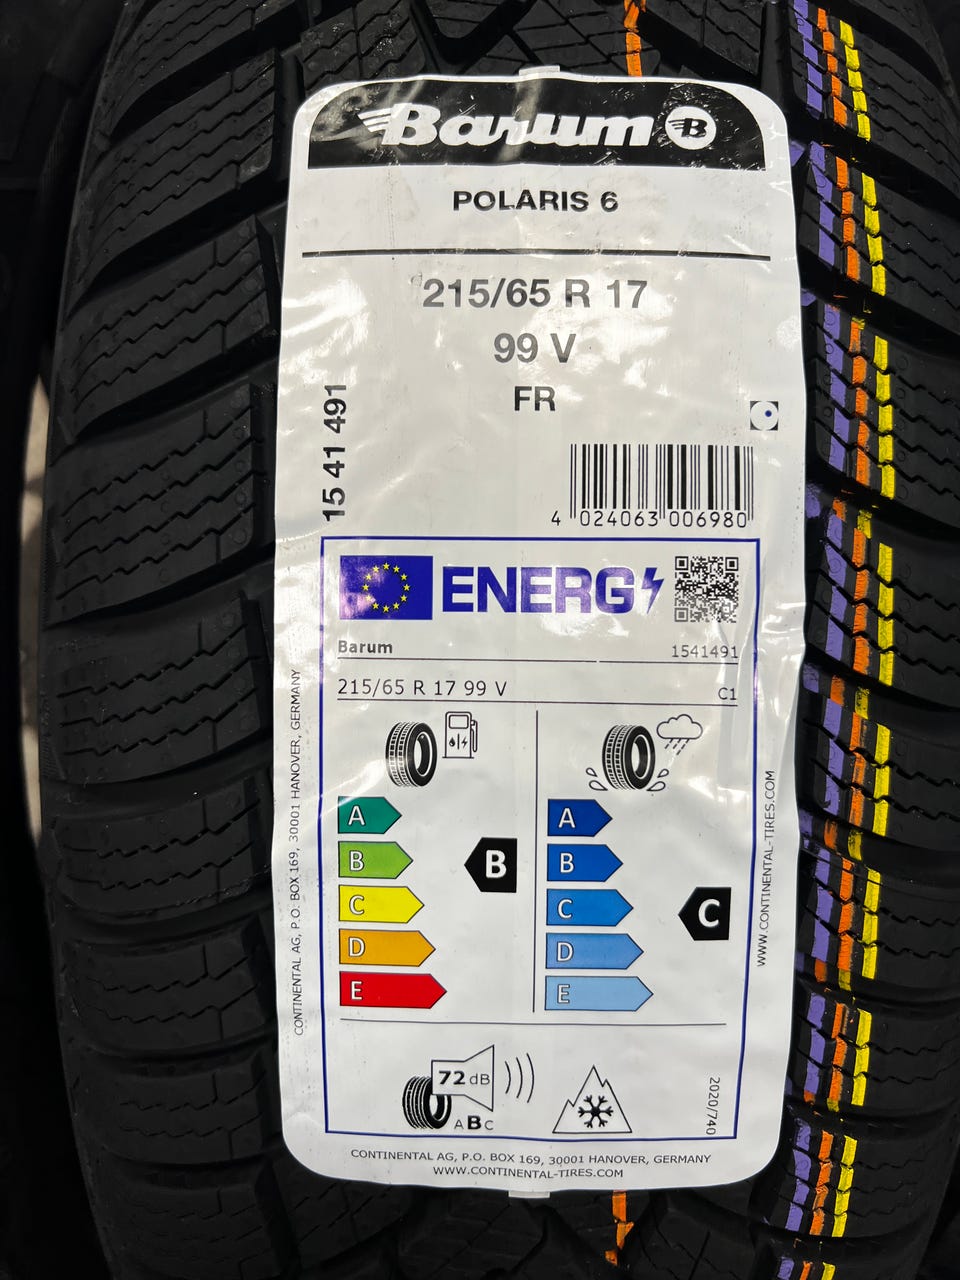 Barum B
POLARIS 6
215/65 R 17
99 V
FR
15 41 491
4 024063 006980
ENERG
Barum 1541491
215/65 R 17 99 V C1
A
B
C
D
E
B
A
B
C
D
E
C
72 dB
ABC
2020/740
CONTINENTAL AG, P.O. BOX 169, 30001 HANOVER, GERMANY
WWW.CONTINENTAL-TIRES.COM
CONTINENTAL AG, P.O. BOX 169, 30001 HANOVER, GERMANY
WWW.CONTINENTAL-TIRES.COM